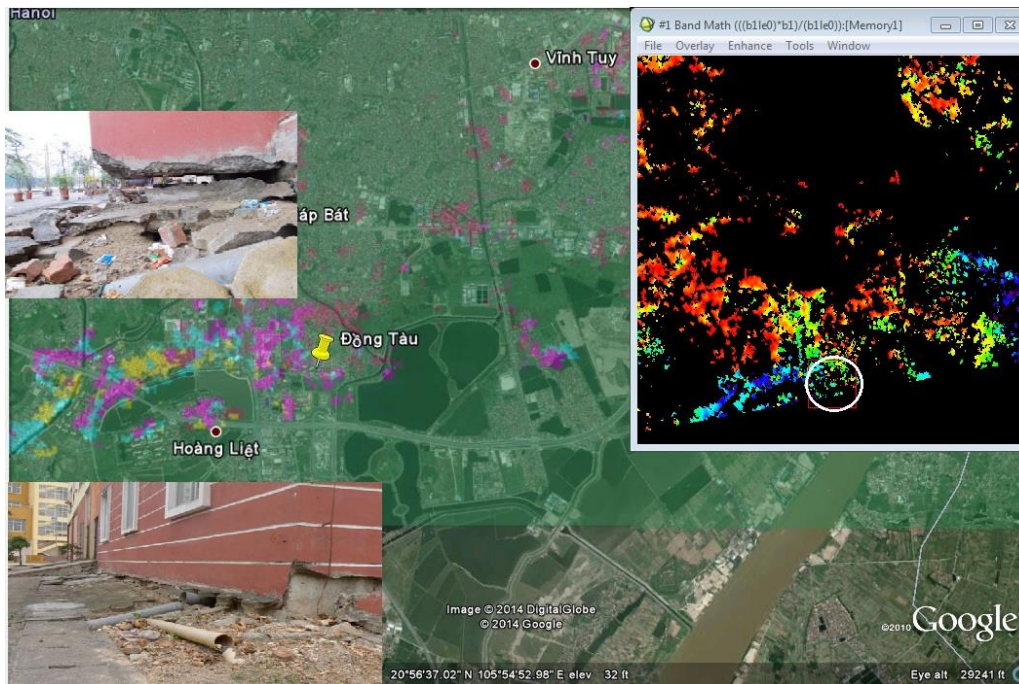 Hanoi
#1 Band Math (((b1le0)*b1)/(b1le0)):[Memory1]
File Overlay Enhance Tools Window
Vĩnh Tuy
áp Bát
Đồng Tàu
Hoàng Liệt
Image © 2014 DigitalGlobe
© 2014 Google
©2010 Google
20°56'37.02" N 105°54'52.98" E elev 32 ft
Eye alt 29241 ft